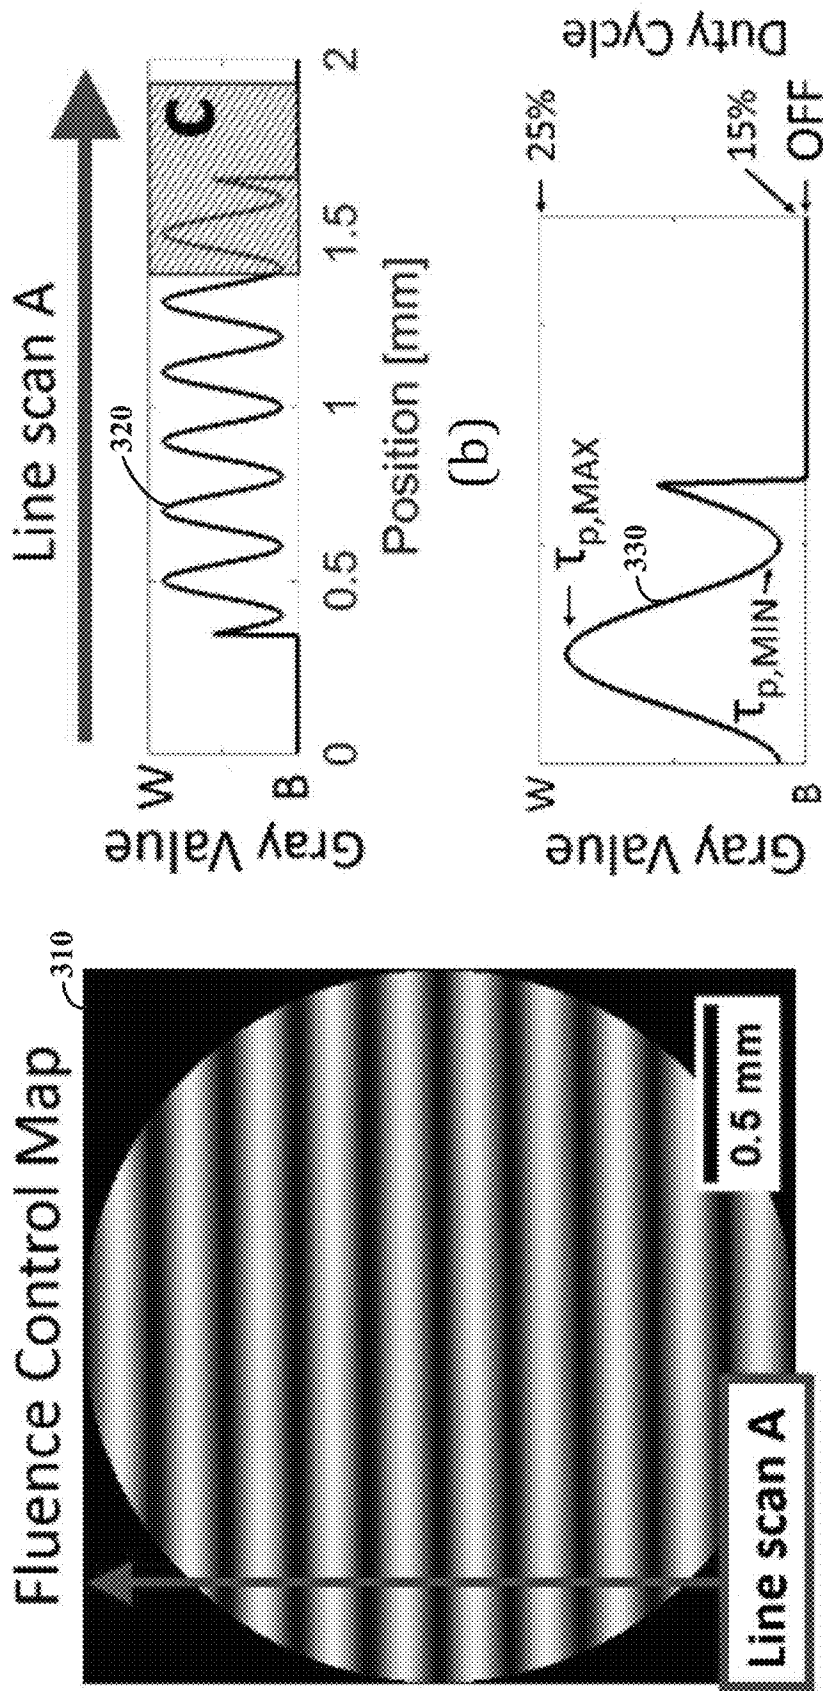 Fluence Control Map
310
0.5 mm
Line scan A
Line scan A
Gray Value
W
B
320
C
0
0.5
1
1.5
2
Position [mm]
(b)
Gray Value
W
B
τp,MAX
330
τp,MIN
25%
15%
OFF
Duty Cycle